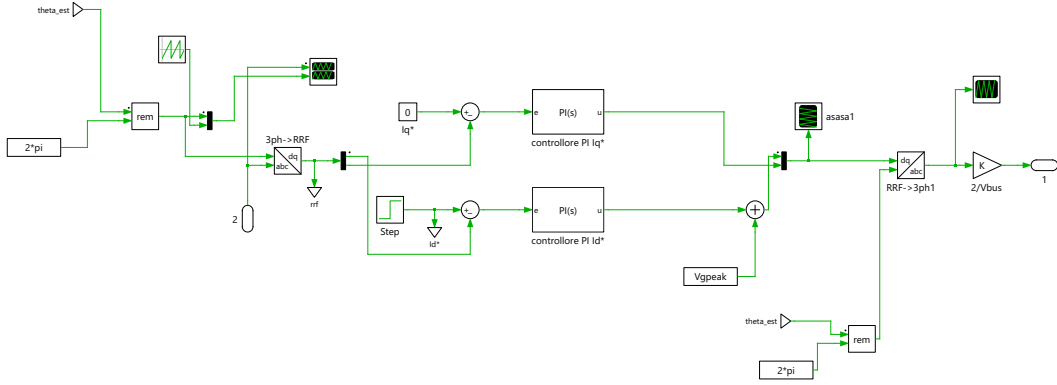 theta_est
rem
2*pi
3ph->RRF
dq
abc
rrf
2
0
Iq*
+
-
e
PI(s)
u
controllore PI Iq*
Step
Id*
+
-
e
PI(s)
u
controllore PI Id*
Vgpeak
+
asasa1
dq
abc
RRF->3ph1
K
2/Vbus
1
theta_est
rem
2*pi